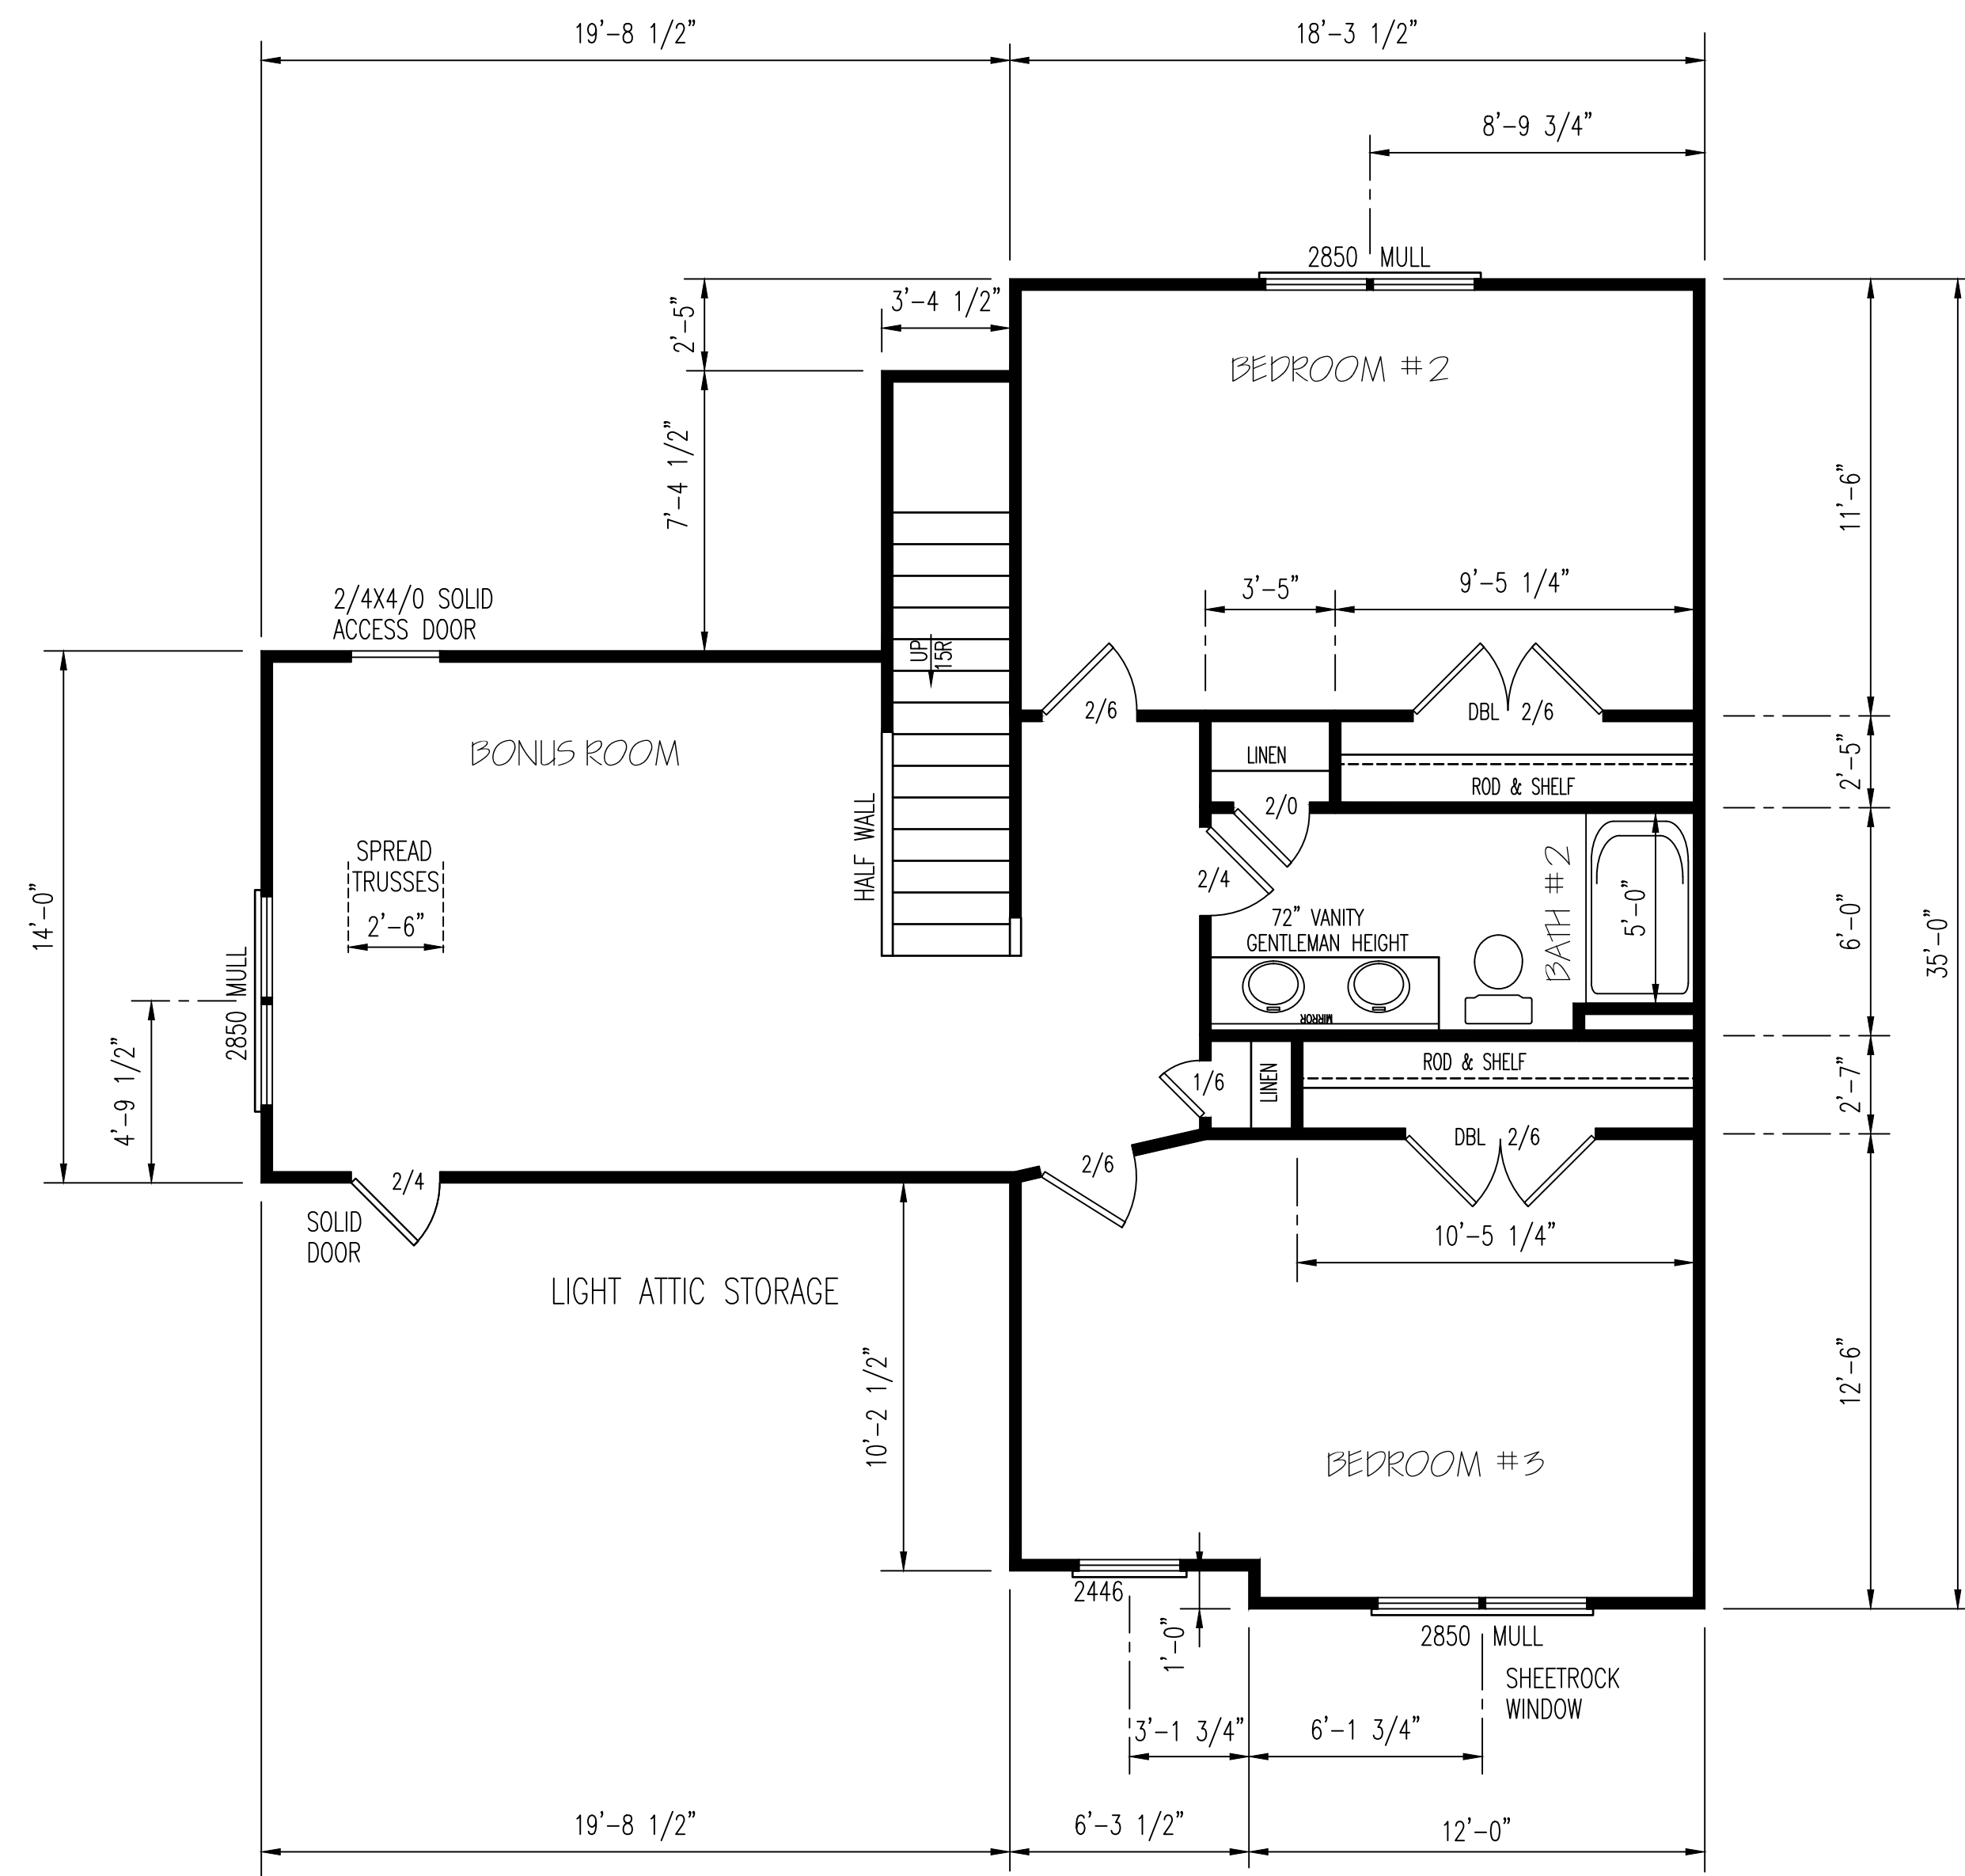 19'-8 1/2"
18'-3 1/2"
8'-9 3/4"
2850 MULL
2'-5"
3'-4 1/2"
BEDROOM #2
7'-4 1/2"
11'-6"
3'-5"
9'-5 1/4"
2/4X4/0 SOLID
ACCESS DOOR
UP
15R
2/6
DBL 2/6
BONUS ROOM
LINEN
ROD & SHELF
2'-5"
2/0
HALF WALL
SPREAD
TRUSSES
2'-6"
14'-0"
2/4
72" VANITY
GENTLEMAN HEIGHT
BATH #2
5'-0"
6'-0"
35'-0"
MIRROR
2850 MULL
4'-9 1/2"
1/6
LINEN
ROD & SHELF
2'-7"
2/6
DBL 2/6
2/4
SOLID
DOOR
10'-5 1/4"
LIGHT ATTIC STORAGE
10'-2 1/2"
12'-6"
BEDROOM #3
2446
1'-0"
2850 MULL
SHEETROCK
WINDOW
3'-1 3/4"
6'-1 3/4"
19'-8 1/2"
6'-3 1/2"
12'-0"